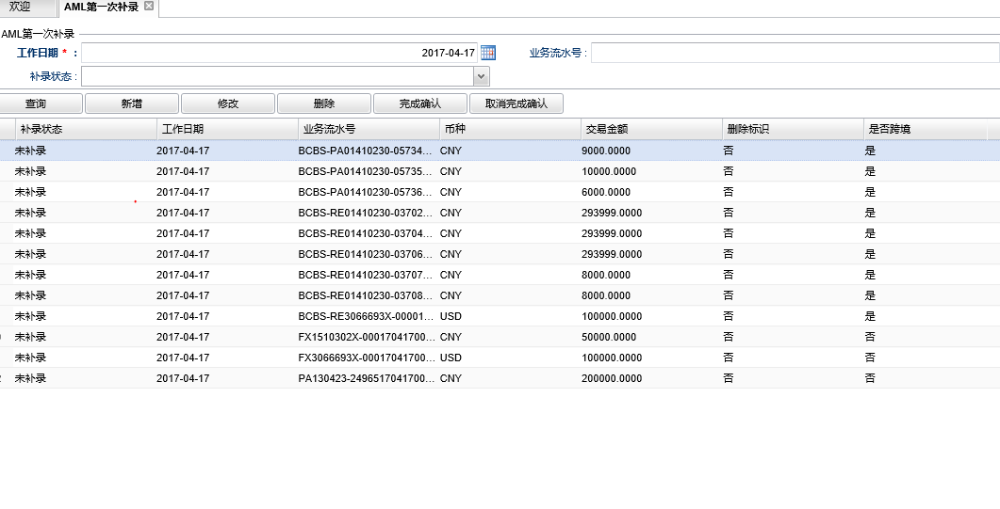 欢迎 AML第一次补录
AML第一次补录
工作日期 * : 2017-04-17 业务流水号 :
补录状态 :
查询 新增 修改 删除 完成确认 取消完成确认
补录状态 工作日期 业务流水号 币种 交易金额 删除标识 是否跨境
未补录 2017-04-17 BCBS-PA01410230-05734... CNY 9000.0000 否 是
未补录 2017-04-17 BCBS-PA01410230-05735... CNY 10000.0000 否 是
未补录 2017-04-17 BCBS-PA01410230-05736... CNY 6000.0000 否 是
未补录 2017-04-17 BCBS-RE01410230-03702... CNY 293999.0000 否 是
未补录 2017-04-17 BCBS-RE01410230-03704... CNY 293999.0000 否 是
未补录 2017-04-17 BCBS-RE01410230-03706... CNY 293999.0000 否 是
未补录 2017-04-17 BCBS-RE01410230-03707... CNY 8000.0000 否 是
未补录 2017-04-17 BCBS-RE01410230-03708... CNY 8000.0000 否 是
未补录 2017-04-17 BCBS-RE3066693X-00001... USD 100000.0000 否 是
未补录 2017-04-17 FX1510302X-00017041700... CNY 50000.0000 否 否
未补录 2017-04-17 FX3066693X-00017041700... USD 100000.0000 否 否
未补录 2017-04-17 PA130423-2496517041700... CNY 200000.0000 否 否